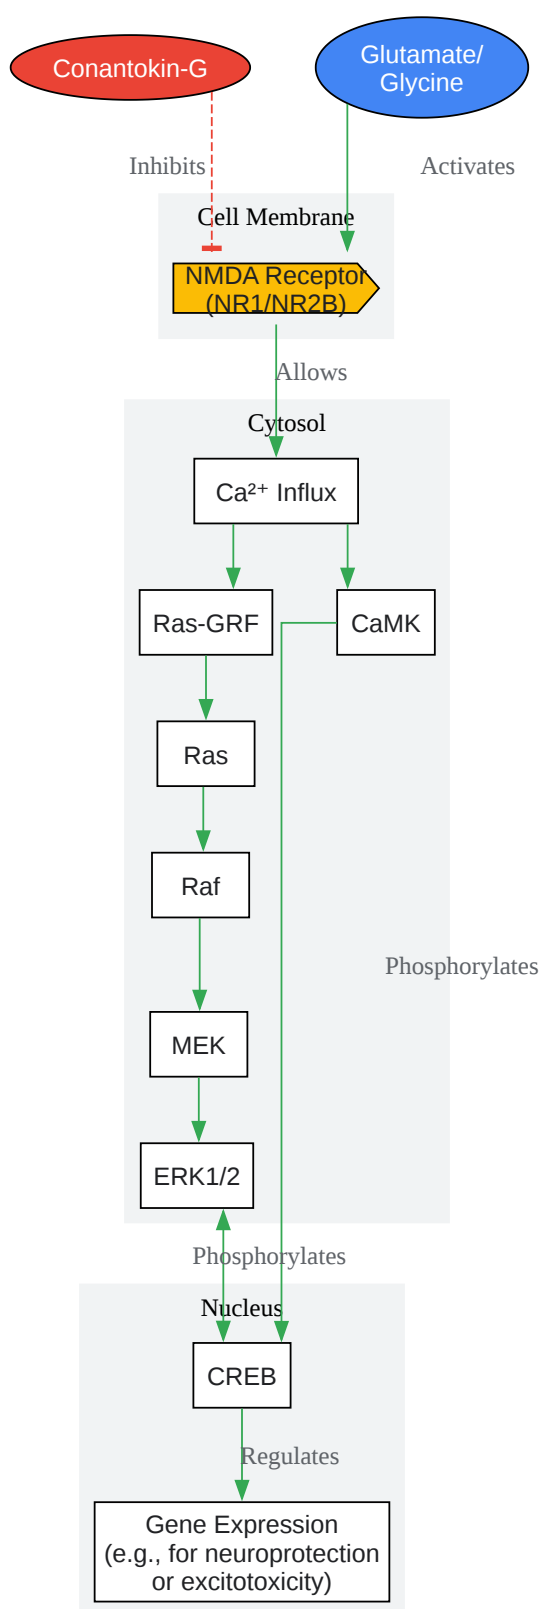 Conantokin-G
Glutamate/
Glycine
Inhibits
Activates
Cell Membrane
NMDA Receptor
(NR1/NR2B)
Allows
Cytosol
Ca²⁺ Influx
Ras-GRF
CaMK
Ras
Raf
Phosphorylates
MEK
ERK1/2
Phosphorylates
Nucleus
CREB
Regulates
Gene Expression
(e.g., for neuroprotection
or excitotoxicity)